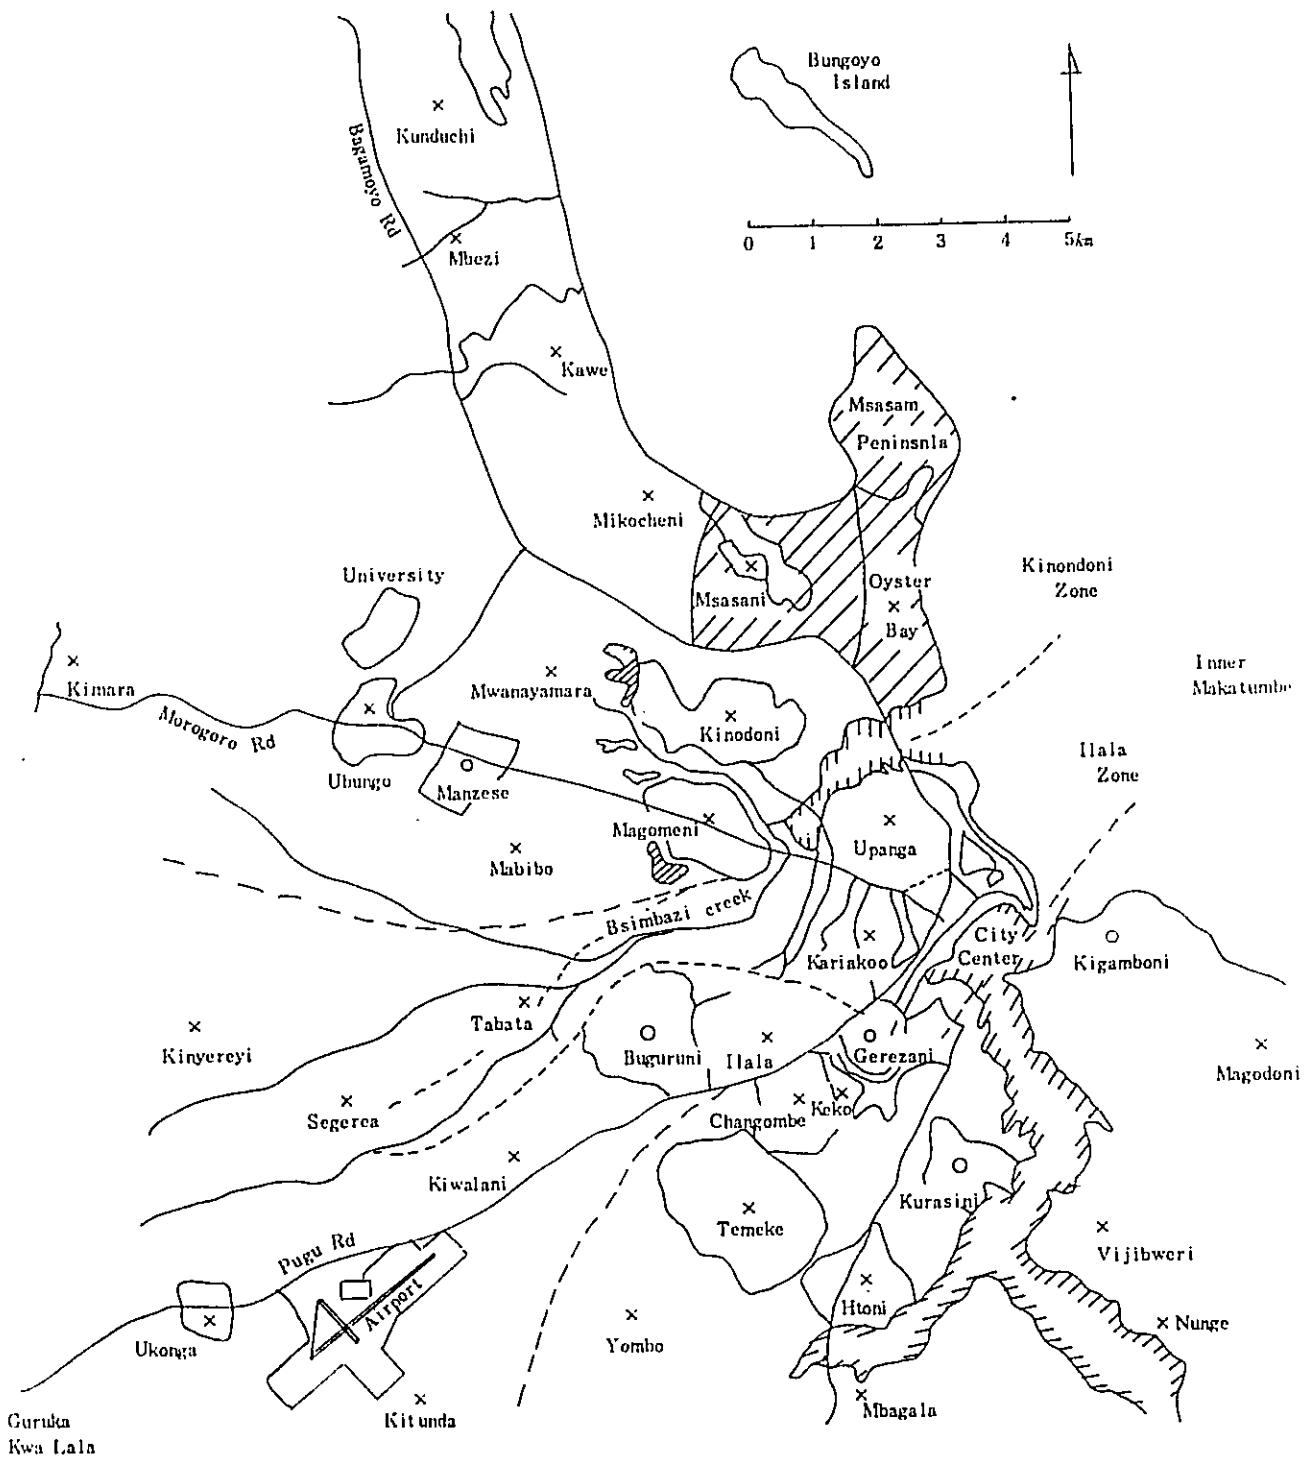 Bungoyo
Island
Kunduchi
Bagamoyo Rd
0 1 2 3 4 5km
Mbezi
Kawe
Msasam
Peninsnla
Mikocheni
University
Msasani
Oyster
Bay
Kinondoni
Zone
Inner
Makatumbe
Kimara
Morogoro Rd
Mwanayamara
Kinodoni
Ubungo
Manzese
Ilala
Zone
Magomeni
Upanga
Mabibo
Bsimbazi creek
Kariakoo
City
Center
Kigamboni
Tabata
Kinyereyi
Buguruni
Ilala
Gerezani
Magodoni
Segerea
Changombe
Keko
Kiwalani
Kurasini
Temeke
Vijibweri
Pugu Rd
Airport
Htoni
Nunge
Ukonga
Yombo
Kitunda
Mbagala
Guruka
Kwa Lala